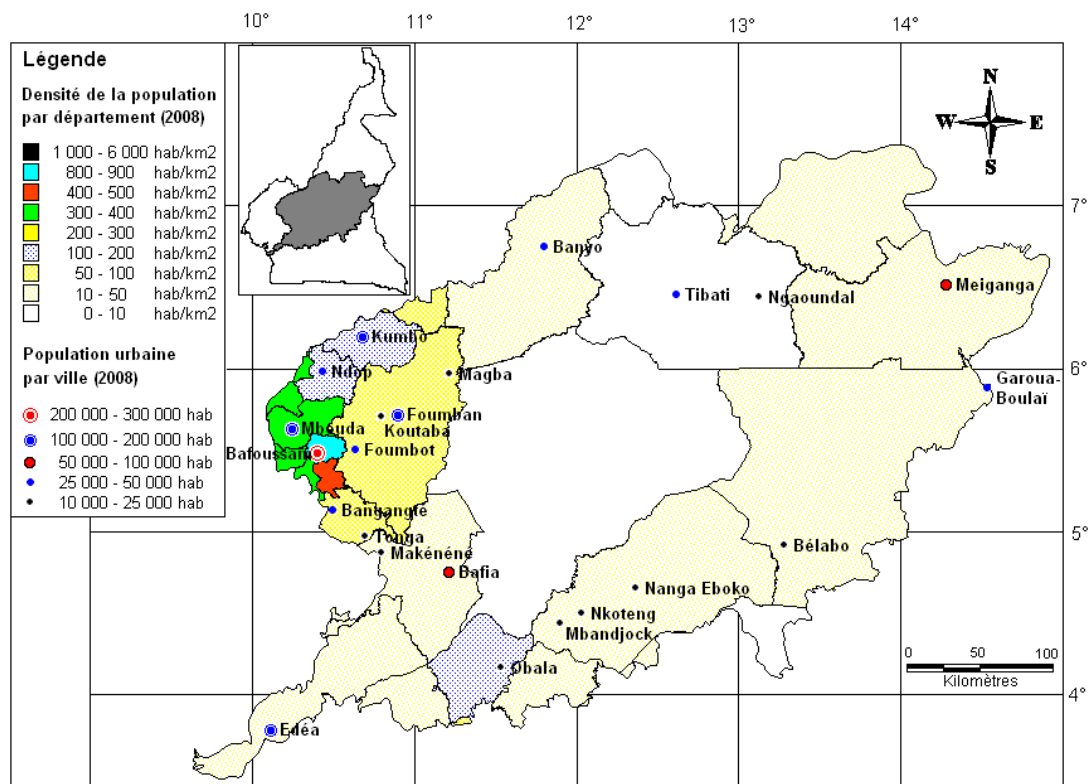 10°
11°
12°
13°
14°
Légende
Densité de la population
par département (2008)
1 000 - 6 000 hab/km2
800 - 900 hab/km2
400 - 500 hab/km2
300 - 400 hab/km2
200 - 300 hab/km2
100 - 200 hab/km2
50 - 100 hab/km2
10 - 50 hab/km2
0 - 10 hab/km2
Population urbaine
par ville (2008)
200 000 - 300 000 hab
100 000 - 200 000 hab
50 000 - 100 000 hab
25 000 - 50 000 hab
10 000 - 25 000 hab
N
W
E
S
7°
Banyo
Meiganga
Tibati
Ngaoundal
Kumbo
6°
Ndop
Magba
Garoua-
Boulaï
Foumban
Koutaba
Mbouda
Bafoussam
Foumbot
Bangangté
5°
Tonga
Makénéné
Bélabo
Bafia
Nanga Eboko
Nkoteng
Mbandjock
Obala
0
50
100
Kilomètres
4°
Edéa